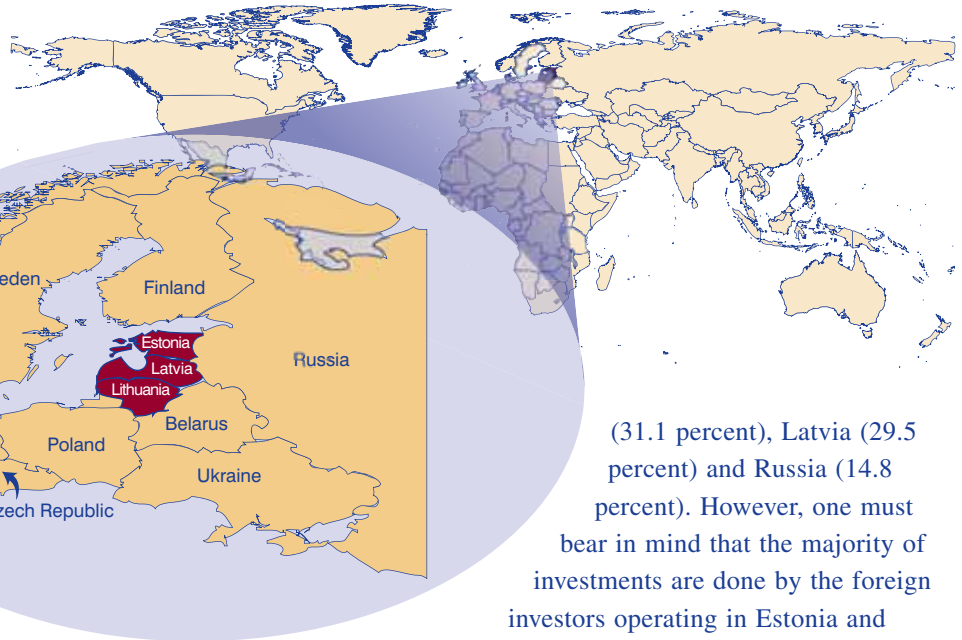 eden
Finland
Estonia
Latvia
Lithuania
Russia
Belarus
Poland
Ukraine
zech Republic
(31.1 percent), Latvia (29.5
percent) and Russia (14.8
percent). However, one must
bear in mind that the majority of
investments are done by the foreign
investors operating in Estonia and